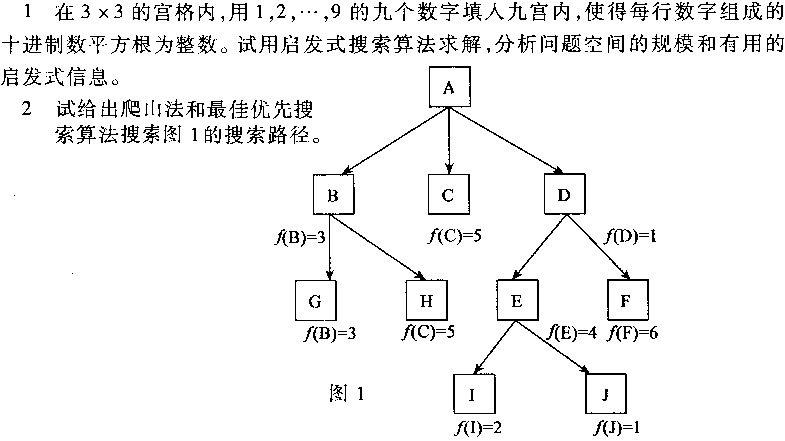 1 在 3×3 的宫格内,用 1,2,…,9 的九个数字填入九宫内,使得每行数字组成的
十进制数平方根为整数。试用启发式搜索算法求解,分析问题空间的规模和有用的
启发式信息。
2 试给出爬山法和最佳优先搜
索算法搜索图 1 的搜索路径。
A
B
C
D
f(B)=3
f(C)=5
f(D)=1
G
H
E
F
f(B)=3
f(C)=5
f(E)=4
f(F)=6
图 1
I
J
f(I)=2
f(J)=1